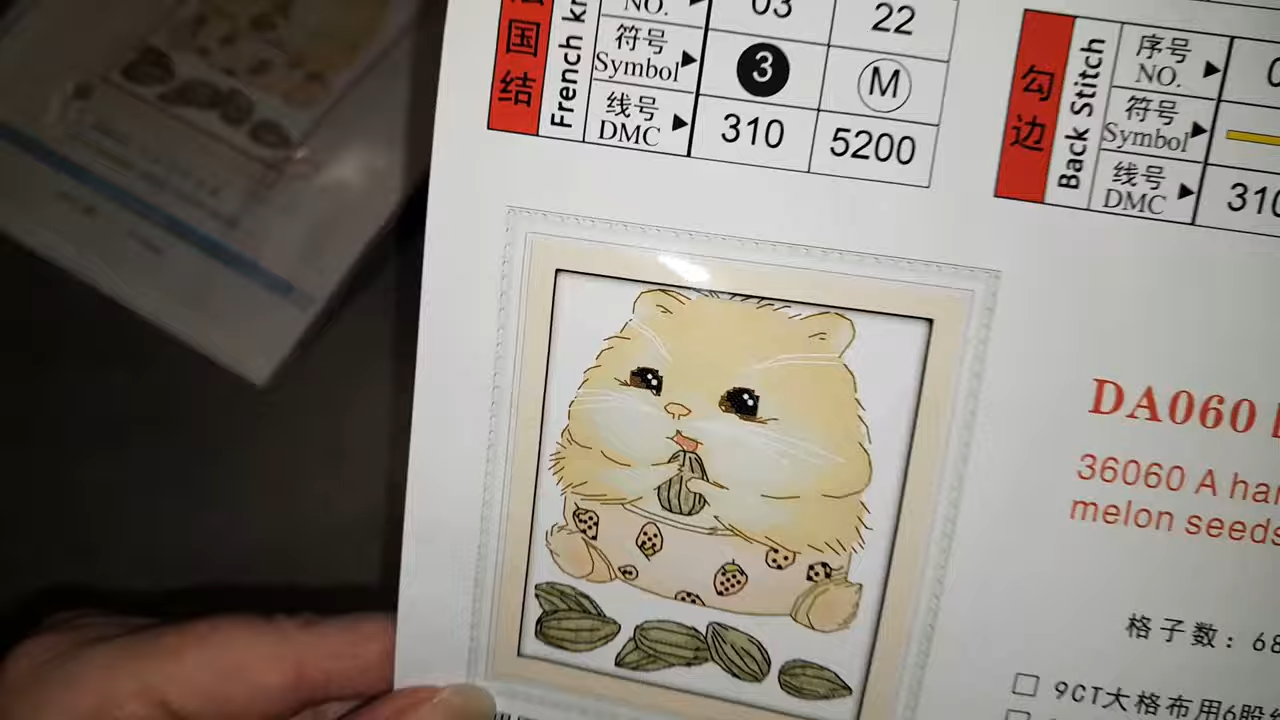 国结
French kn
NO.
03
22
符号
Symbol
3
M
线号
DMC
310
5200
勾边
Back Stitch
序号
NO.
符号
Symbol
线号
DMC
310
DA060
36060 A ha
melon seeds
格子数：68
9CT大格布用6股